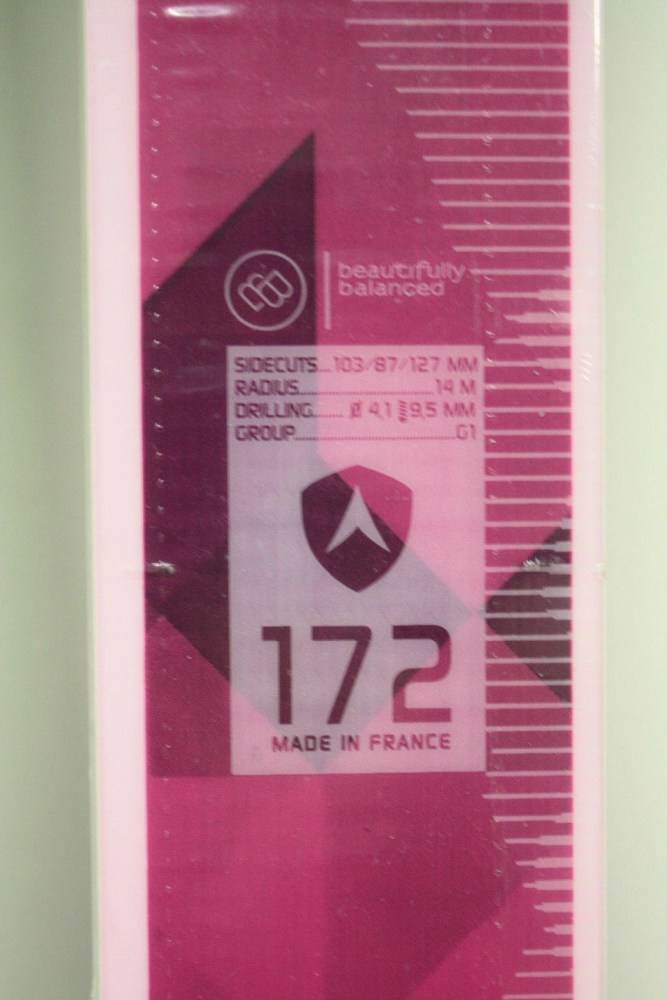 beautifully
balanced
SIDECUTS...103/87/127 MM
RADIUS...14 M
DRILLING... Ø 4,1 9,5 MM
GROUP...G1
172
MADE IN FRANCE